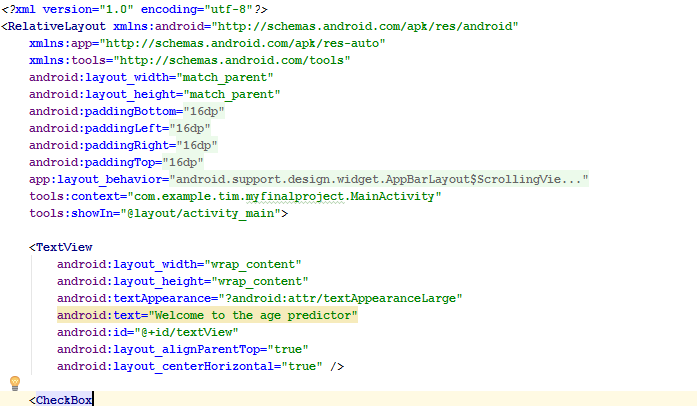 <?xml version="1.0" encoding="utf-8"?>
<RelativeLayout xmlns:android="http://schemas.android.com/apk/res/android"
    xmlns:app="http://schemas.android.com/apk/res-auto"
    xmlns:tools="http://schemas.android.com/tools"
    android:layout_width="match_parent"
    android:layout_height="match_parent"
    android:paddingBottom="16dp"
    android:paddingLeft="16dp"
    android:paddingRight="16dp"
    android:paddingTop="16dp"
    app:layout_behavior="android.support.design.widget.AppBarLayout$ScrollingVie..."
    tools:context="com.example.tim.myfinalproject.MainActivity"
    tools:showIn="@layout/activity_main">
    <TextView
        android:layout_width="wrap_content"
        android:layout_height="wrap_content"
        android:textAppearance="?android:attr/textAppearanceLarge"
        android:text="Welcome to the age predictor"
        android:id="@+id/textView"
        android:layout_alignParentTop="true"
        android:layout_centerHorizontal="true" />
    <CheckBox